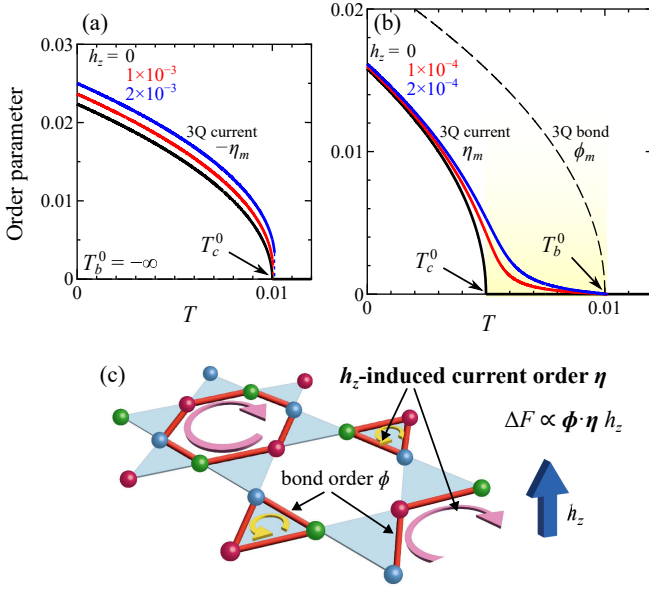 (a)
h_z = 0
1×10⁻³
2×10⁻³
3Q current
−η_m
T_c^0
T_b^0 = −∞
0.03
0.02
0.01
0
0
0.01
T
Order parameter
(b)
h_z = 0
1×10⁻⁴
2×10⁻⁴
3Q current
η_m
3Q bond
ϕ_m
T_c^0
T_b^0
0.02
0.01
0
0
0.01
T
(c)
h_z-induced current order η
ΔF ∝ ϕ·η h_z
bond order ϕ
h_z